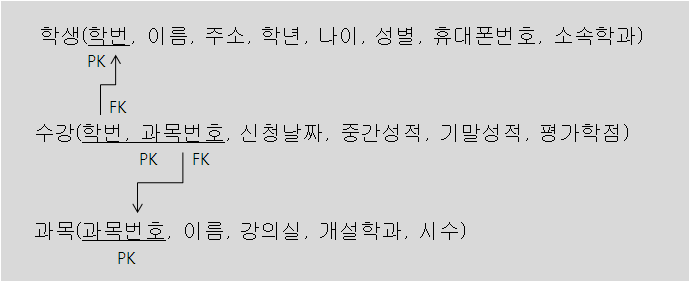 학생(학번, 이름, 주소, 학년, 나이, 성별, 휴대폰번호, 소속학과)
PK
FK
수강(학번, 과목번호, 신청날짜, 중간성적, 기말성적, 평가학점)
PK FK
과목(과목번호, 이름, 강의실, 개설학과, 시수)
PK